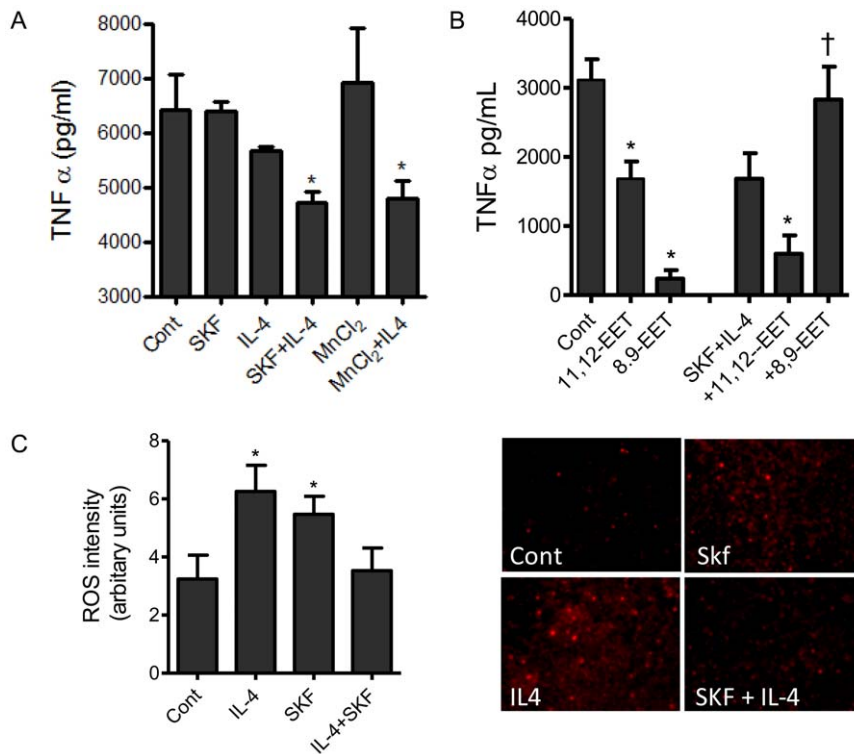 A
TNF α (pg/ml)
8000
7000
6000
5000
4000
3000
*
*
Cont
SKF
IL-4
SKF+IL-4
MnCl₂
MnCl₂+IL4
B
TNFα pg/mL
4000
3000
2000
1000
0
*
*
*
†
Cont
11,12-EET
8.9-EET
SKF+IL-4
+11,12--EET
+8,9-EET
C
ROS intensity
(arbitary units)
8
6
4
2
0
*
*
Cont
IL-4
SKF
IL-4+SKF
Cont
Skf
IL4
SKF + IL-4